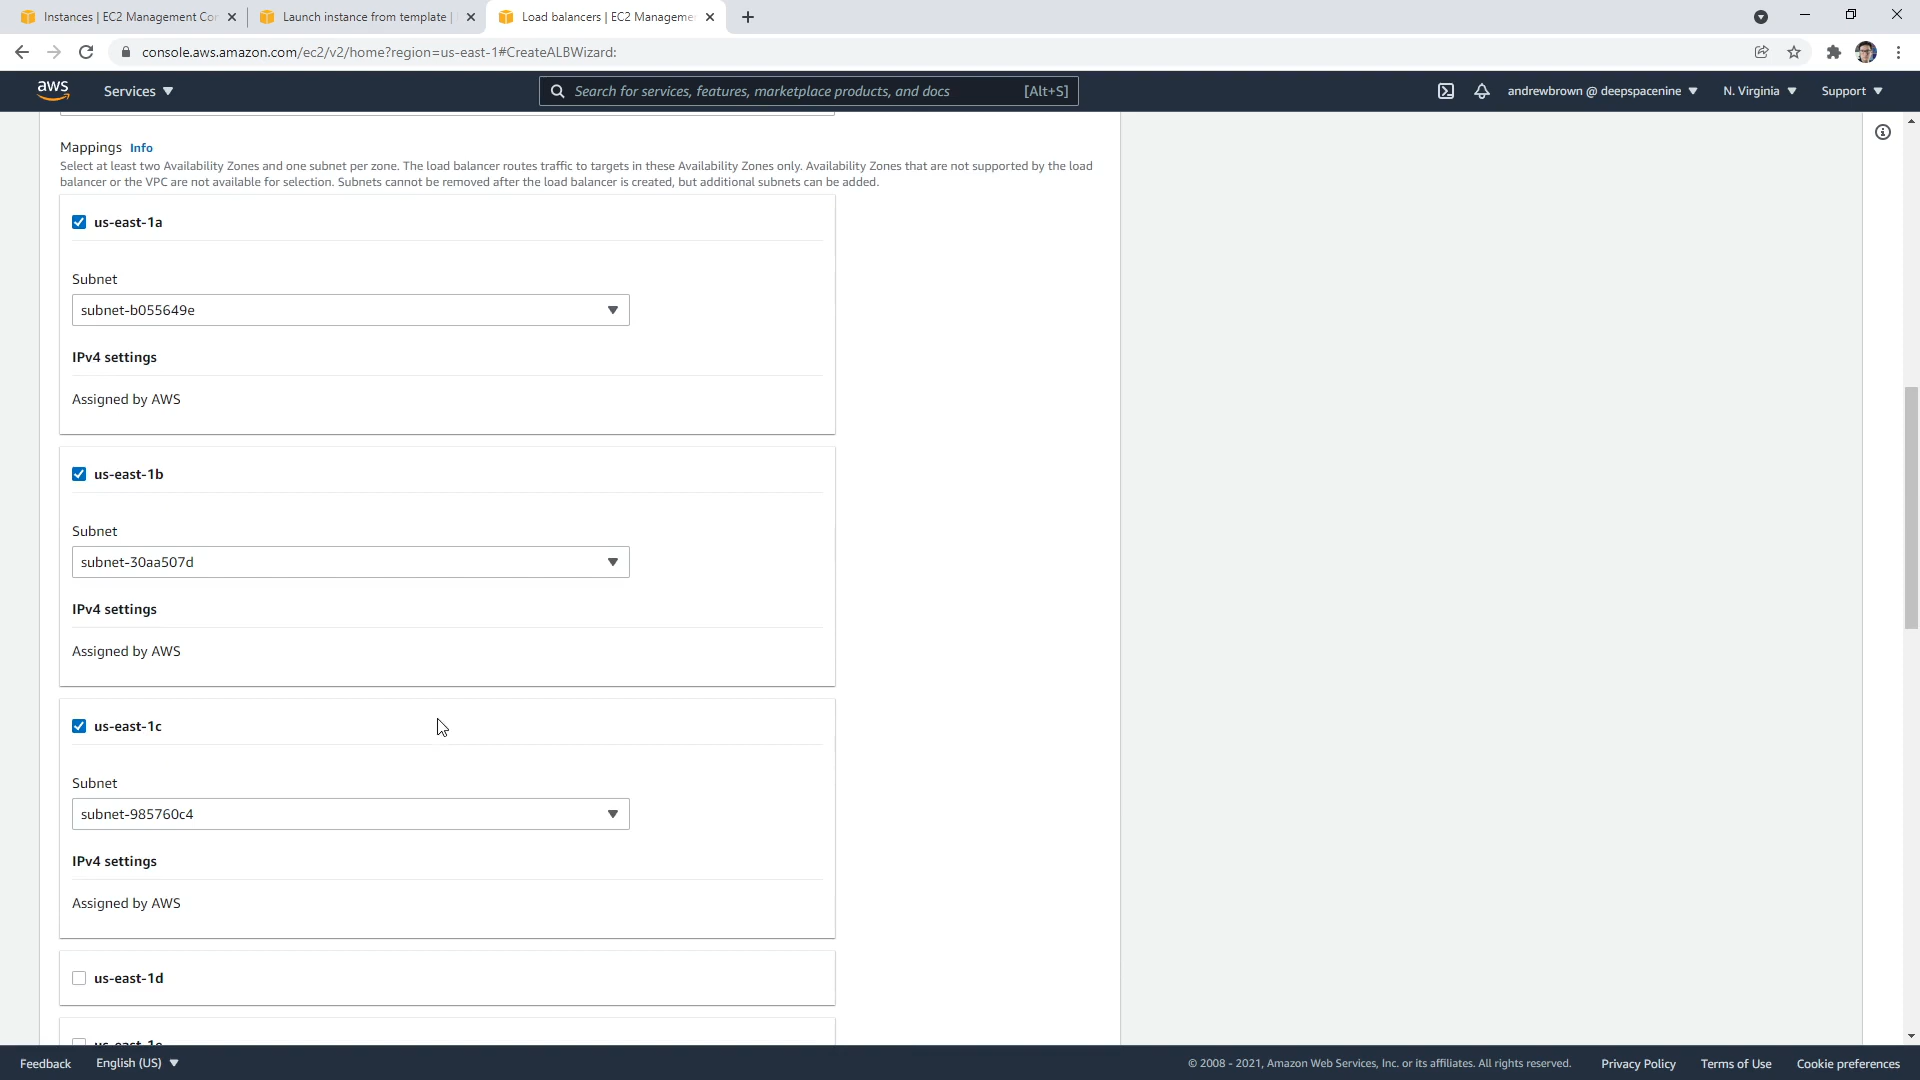 Instances | EC2 Management Con
Launch instance from template |
Load balancers | EC2 Manageme
console.aws.amazon.com/ec2/v2/home?region=us-east-1#CreateALBWizard:
aws
Services
Search for services, features, marketplace products, and docs
[Alt+S]
andrewbrown @ deepspacenine
N. Virginia
Support
Mappings Info
Select at least two Availability Zones and one subnet per zone. The load balancer routes traffic to targets in these Availability Zones only. Availability Zones that are not supported by the load
balancer or the VPC are not available for selection. Subnets cannot be removed after the load balancer is created, but additional subnets can be added.
us-east-1a
Subnet
subnet-b055649e
IPv4 settings
Assigned by AWS
us-east-1b
Subnet
subnet-30aa507d
IPv4 settings
Assigned by AWS
us-east-1c
Subnet
subnet-985760c4
IPv4 settings
Assigned by AWS
us-east-1d
us-east-1e
Feedback
English (US)
© 2008 - 2021, Amazon Web Services, Inc. or its affiliates. All rights reserved.
Privacy Policy
Terms of Use
Cookie preferences